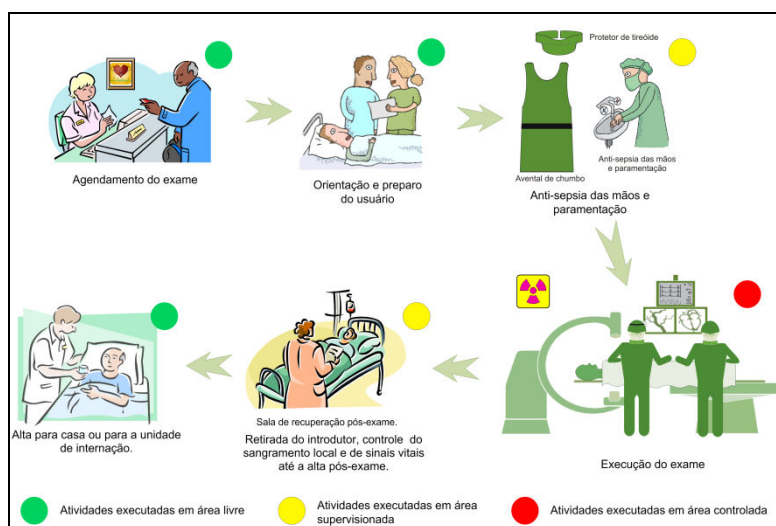 Protetor de tireóide
Agendamento do exame
Orientação e preparo
do usuário
Avental de chumbo
Anti-sepsia das mãos
e paramentação
Anti-sepsia das mãos e
paramentação
Execução do exame
Sala de recuperação pós-exame.
Retirada do introdutor, controle do
sangramento local e de sinais vitais
até a alta pós-exame.
Alta para casa ou para a unidade
de internação.
Atividades executadas em área livre
Atividades executadas em área
supervisionada
Atividades executadas em área controlada